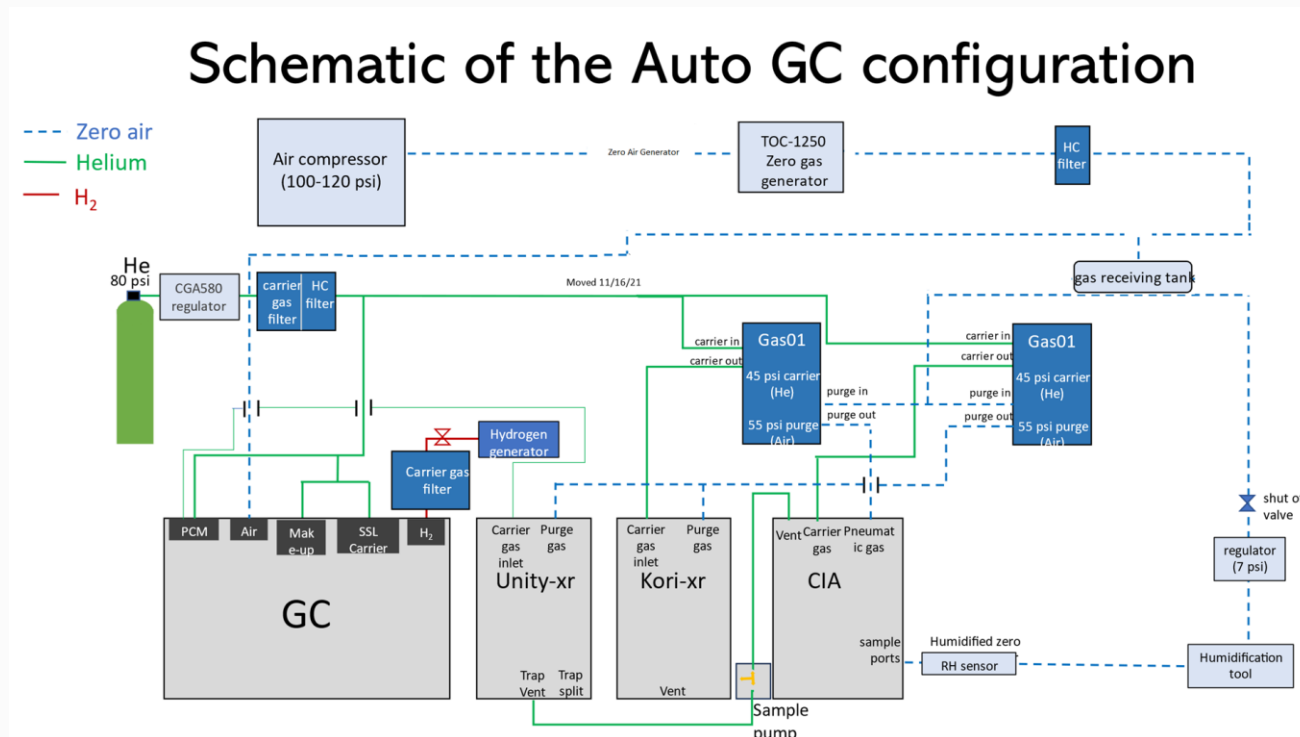 Schematic of the Auto GC configuration
Zero air
Helium
H2
Air compressor
(100-120 psi)
Zero Air Generator
TOC-1250
Zero gas
generator
HC
filter
He
80 psi
CGA580
regulator
carrier
gas
filter
HC
filter
Moved 11/16/21
gas receiving tank
carrier in
carrier out
Gas01
45 psi carrier
(He)
55 psi purge
(Air)
purge in
purge out
carrier in
carrier out
purge in
purge out
Gas01
45 psi carrier
(He)
55 psi purge
(Air)
Hydrogen
generator
Carrier gas
filter
PCM
Air
Mak
e-up
SSL
Carrier
H2
GC
Carrier
gas
inlet
Purge
gas
Unity-xr
Trap
Vent
Trap
split
Carrier
gas
inlet
Purge
gas
Kori-xr
Vent
Vent
Carrier
gas
Pneumat
ic gas
CIA
sample
ports
Sample
pump
Humidified zero
RH sensor
shut o
valve
regulator
(7 psi)
Humidification
tool